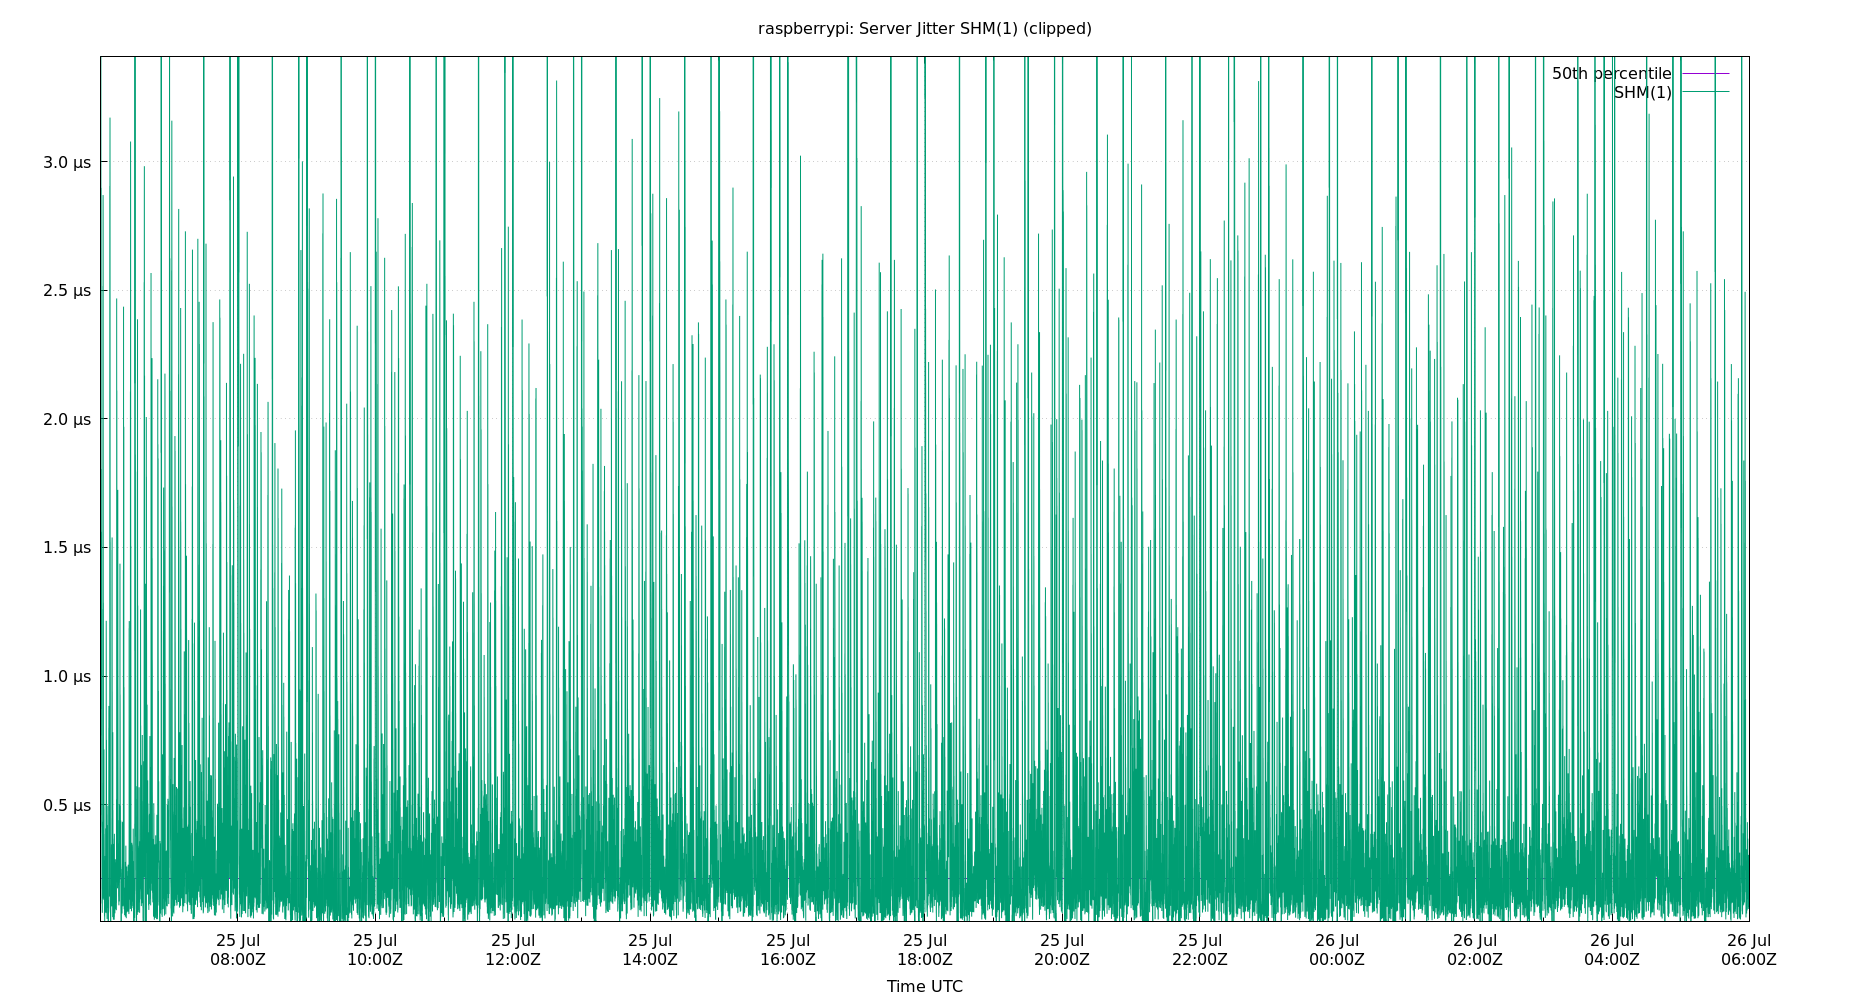 raspberrypi: Server Jitter SHM(1) (clipped)
50th percentile
SHM(1)
3.0 µs
2.5 µs
2.0 µs
1.5 µs
1.0 µs
0.5 µs
25 Jul 25 Jul 25 Jul 25 Jul 25 Jul 25 Jul 25 Jul 25 Jul 26 Jul 26 Jul 26 Jul 26 Jul
08:00Z 10:00Z 12:00Z 14:00Z 16:00Z 18:00Z 20:00Z 22:00Z 00:00Z 02:00Z 04:00Z 06:00Z
Time UTC